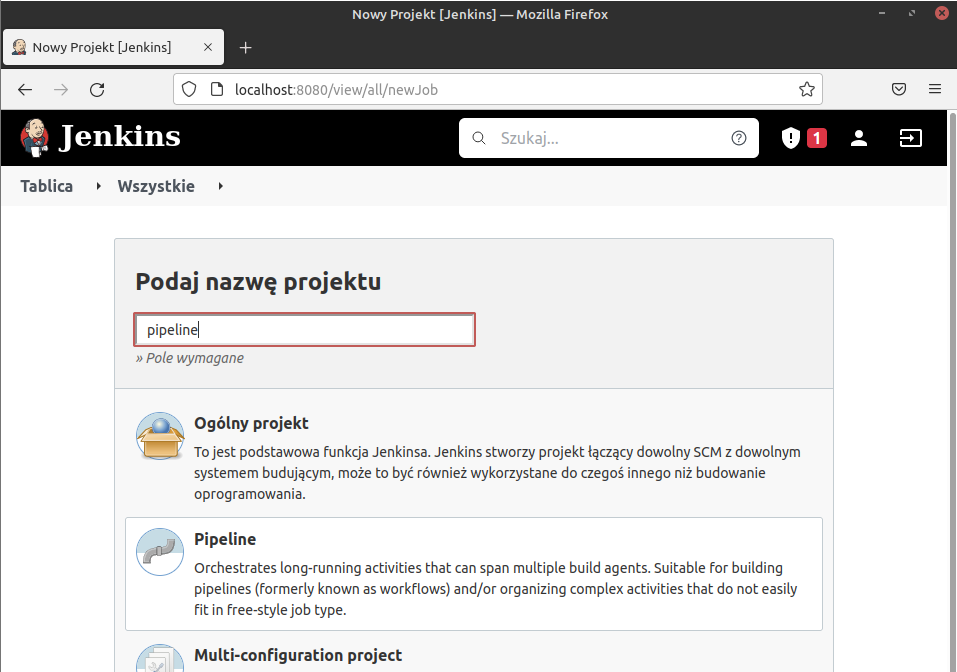 Nowy Projekt [Jenkins] — Mozilla Firefox
Nowy Projekt [Jenkins]
localhost:8080/view/all/newJob
Jenkins
Szukaj...
1
Tablica
Wszystkie
Podaj nazwę projektu
pipeline
» Pole wymagane
Ogólny projekt
To jest podstawowa funkcja Jenkinsa. Jenkins stworzy projekt łączący dowolny SCM z dowolnym
systemem budującym, może to być również wykorzystane do czegoś innego niż budowanie
oprogramowania.
Pipeline
Orchestrates long-running activities that can span multiple build agents. Suitable for building
pipelines (formerly known as workflows) and/or organizing complex activities that do not easily
fit in free-style job type.
Multi-configuration project